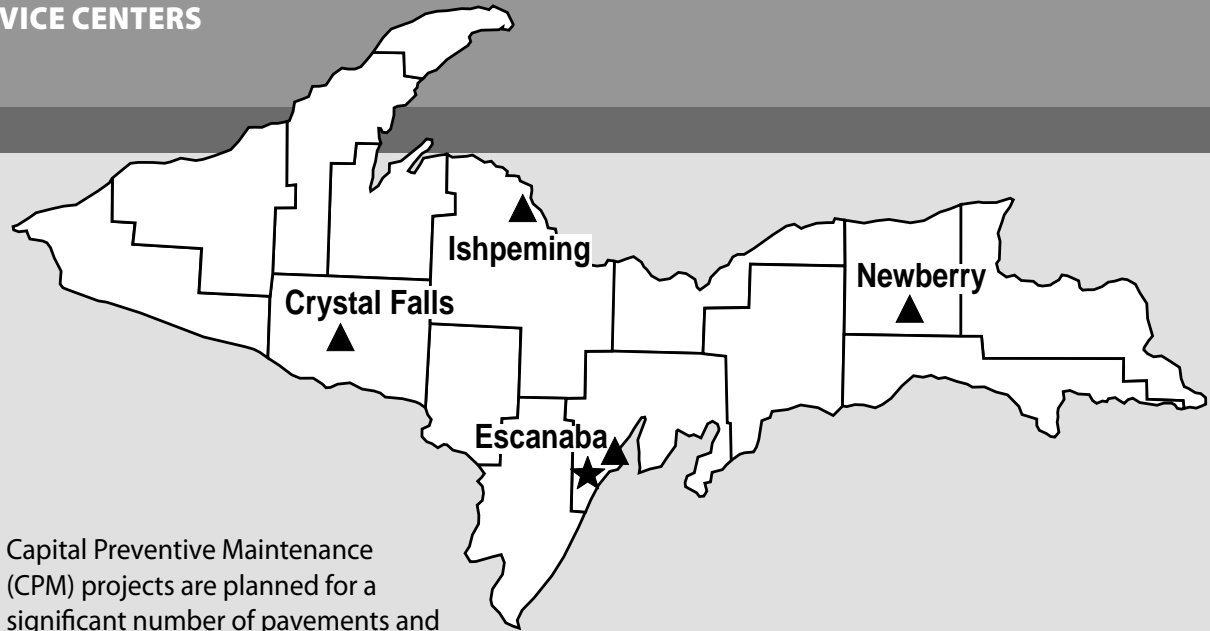 VICE CENTERS
Ishpeming
Newberry
Crystal Falls
Escanaba
Capital Preventive Maintenance
(CPM) projects are planned for a
significant number of pavements and